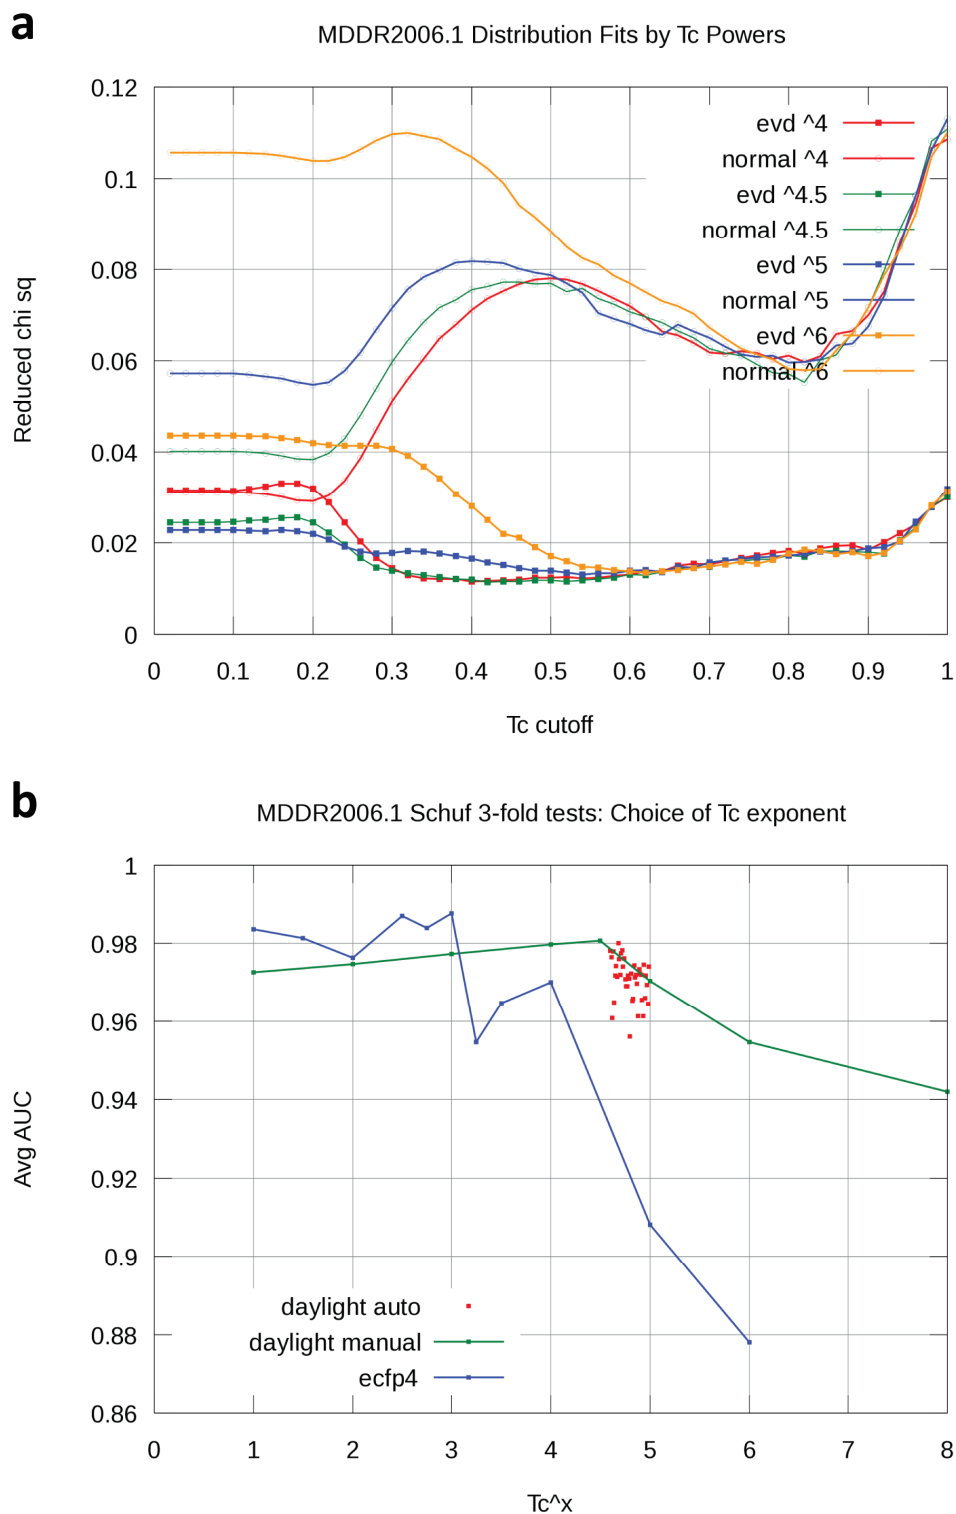 a
MDDR2006.1 Distribution Fits by Tc Powers
0.12
0.1
0.08
0.06
0.04
0.02
0
Reduced chi sq
evd ^4
normal ^4
evd ^4.5
normal ^4.5
evd ^5
normal ^5
evd ^6
normal ^6
0 0.1 0.2 0.3 0.4 0.5 0.6 0.7 0.8 0.9 1
Tc cutoff
b
MDDR2006.1 Schuf 3-fold tests: Choice of Tc exponent
1
0.98
0.96
0.94
0.92
0.9
0.88
0.86
Avg AUC
daylight auto
daylight manual
ecfp4
0 1 2 3 4 5 6 7 8
Tc^x